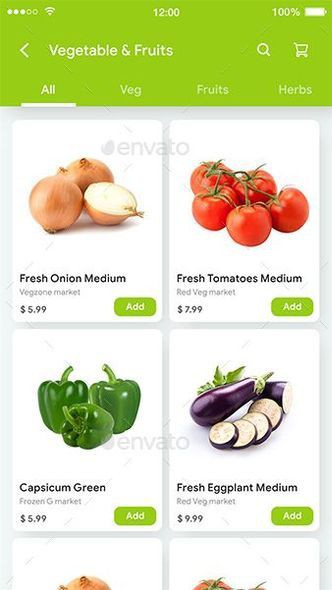 12:00
100%
Vegetable & Fruits
All Veg Fruits Herbs
envato
Fresh Onion Medium
Vegzone market
$ 5.99 Add
Fresh Tomatoes Medium
Red Veg market
$ 7.99 Add
Capsicum Green
Frozen G market
$ 5.99 Add
envato
Fresh Eggplant Medium
Red Veg market
$ 9.99 Add